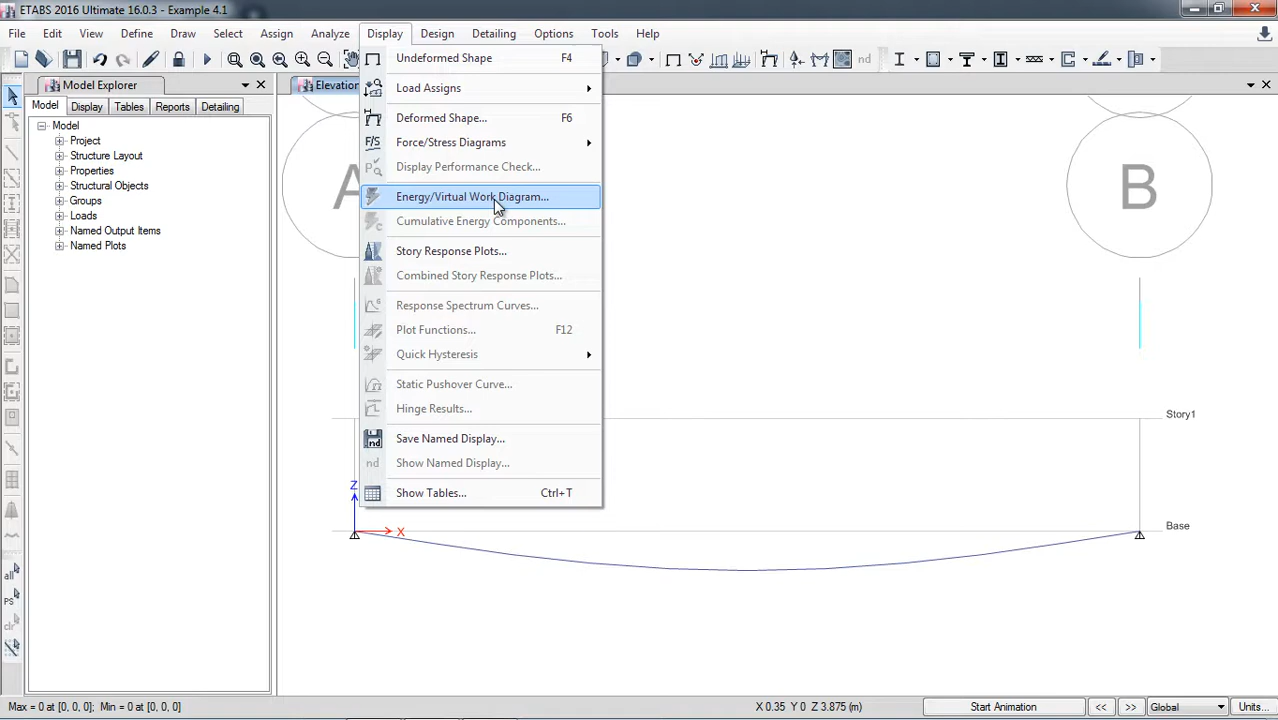 ETABS 2016 Ultimate 16.0.3 - Example 4.1
File Edit View Define Draw Select Assign Analyze Display Design Detailing Options Tools Help
nd
Model Explorer
Elevation
Model Display Tables Reports Detailing
Model
Project
Structure Layout
Properties
Structural Objects
Groups
Loads
Named Output Items
Named Plots
Undeformed Shape F4
Load Assigns
Deformed Shape... F6
F/S Force/Stress Diagrams
Display Performance Check...
Energy/Virtual Work Diagram...
Cumulative Energy Components...
Story Response Plots...
Combined Story Response Plots...
Response Spectrum Curves...
Plot Functions... F12
Quick Hysteresis
Static Pushover Curve...
Hinge Results...
nd Save Named Display...
nd Show Named Display...
Show Tables... Ctrl+T
A
B
Story1
Z
X
Base
all
PS
Max = 0 at [0, 0, 0]; Min = 0 at [0, 0, 0]
X 0.35 Y 0 Z 3.875 (m)
Start Animation
<<
>>
Global
Units...